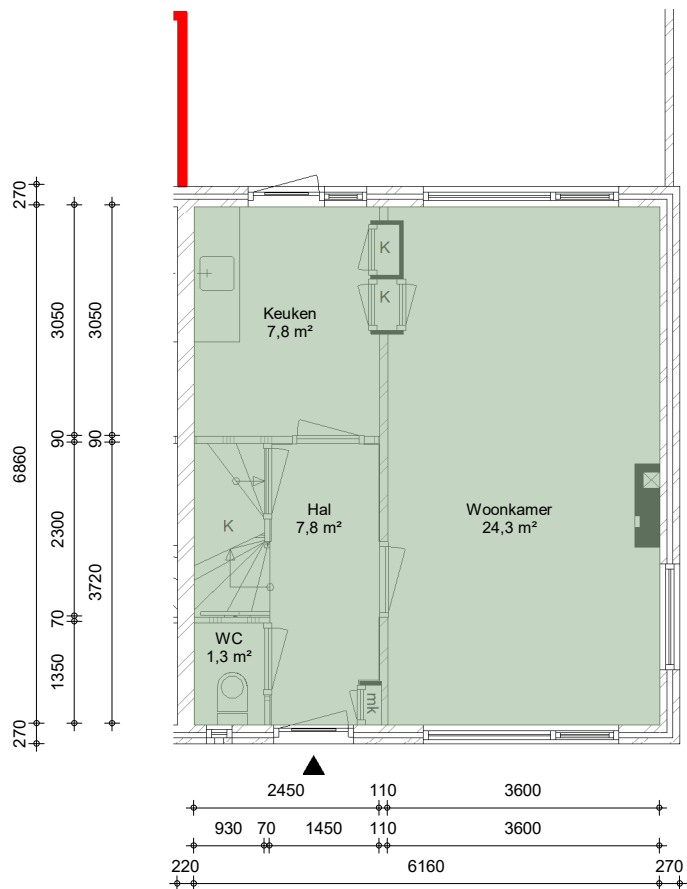 K
K
Keuken
7,8 m²
Hal
7,8 m²
Woonkamer
24,3 m²
K
WC
1,3 m²
mk
270
3050
3050
90
90
6860
2300
3720
70
1350
270
2450 110 3600
930 70 1450 110 3600
220 6160 270